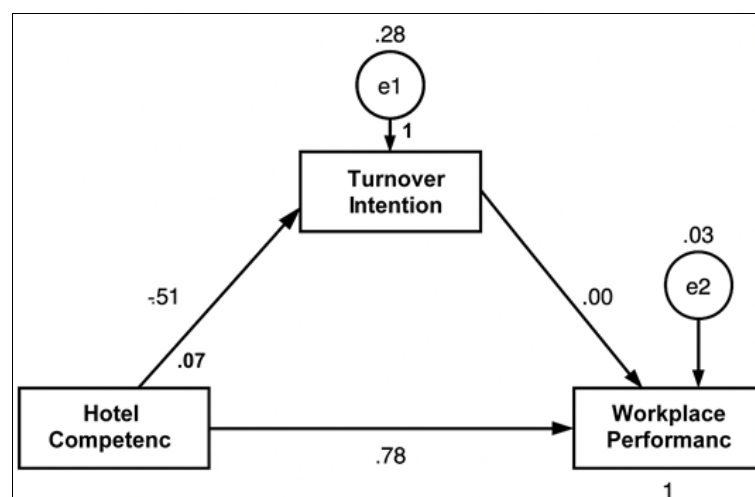 .28
e1
1
Turnover
Intention
.03
e2
-.51
.00
.07
Hotel
Competenc
Workplace
Performanc
.78
1